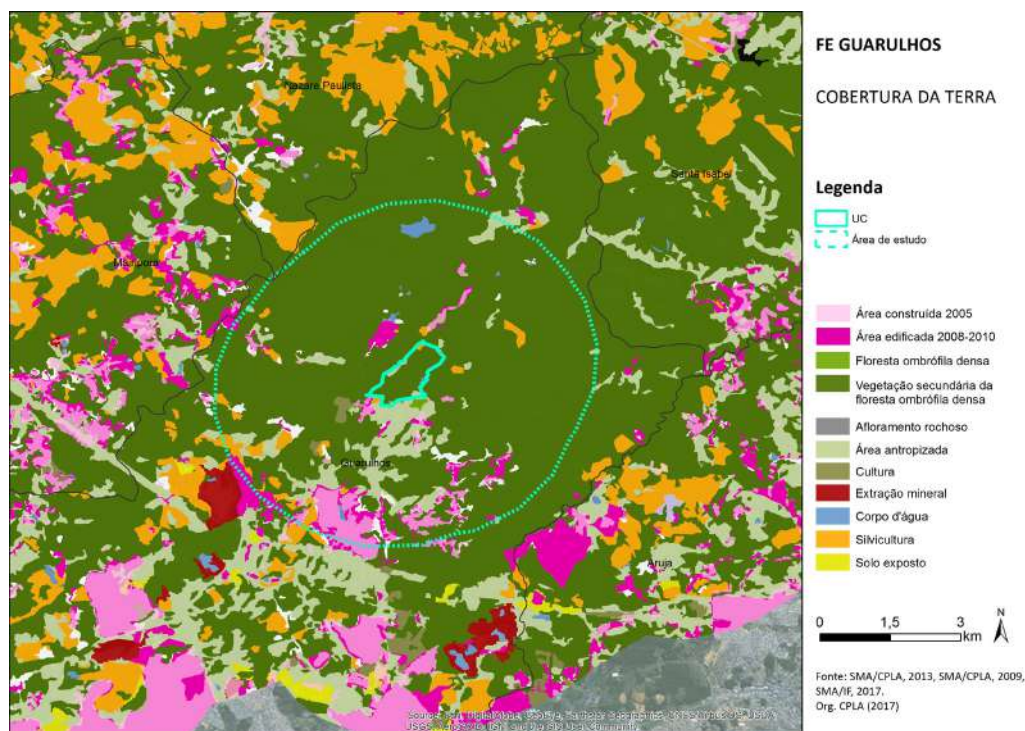 FE GUARULHOS
COBERTURA DA TERRA
Nazaré Paulista
Santa Isabel
Mairiporã
Guarulhos
Arujá
Legenda
UC
Área de estudo
Área construída 2005
Área edificada 2008-2010
Floresta ombrófila densa
Vegetação secundária da
floresta ombrófila densa
Afloramento rochoso
Área antropizada
Cultura
Extração mineral
Corpo d'água
Silvicultura
Solo exposto
N
0 1,5 3
km
Fonte: SMA/CPLA, 2013, SMA/CPLA, 2009,
SMA/IF, 2017.
Org. CPLA (2017)